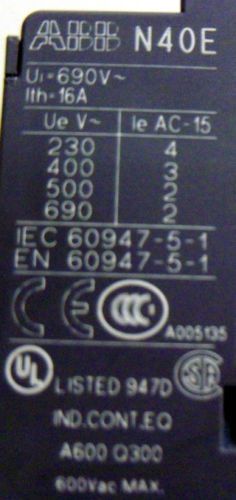 ABB N40E
Ui=690V~
Ith=16A
Ue V~ Ie AC-15
230 4
400 3
500 2
690 2
IEC 60947-5-1
EN 60947-5-1
CE CCC A005135
UL LISTED 947D SA
IND.CONT.EQ
A600 Q300
600Vac MAX.